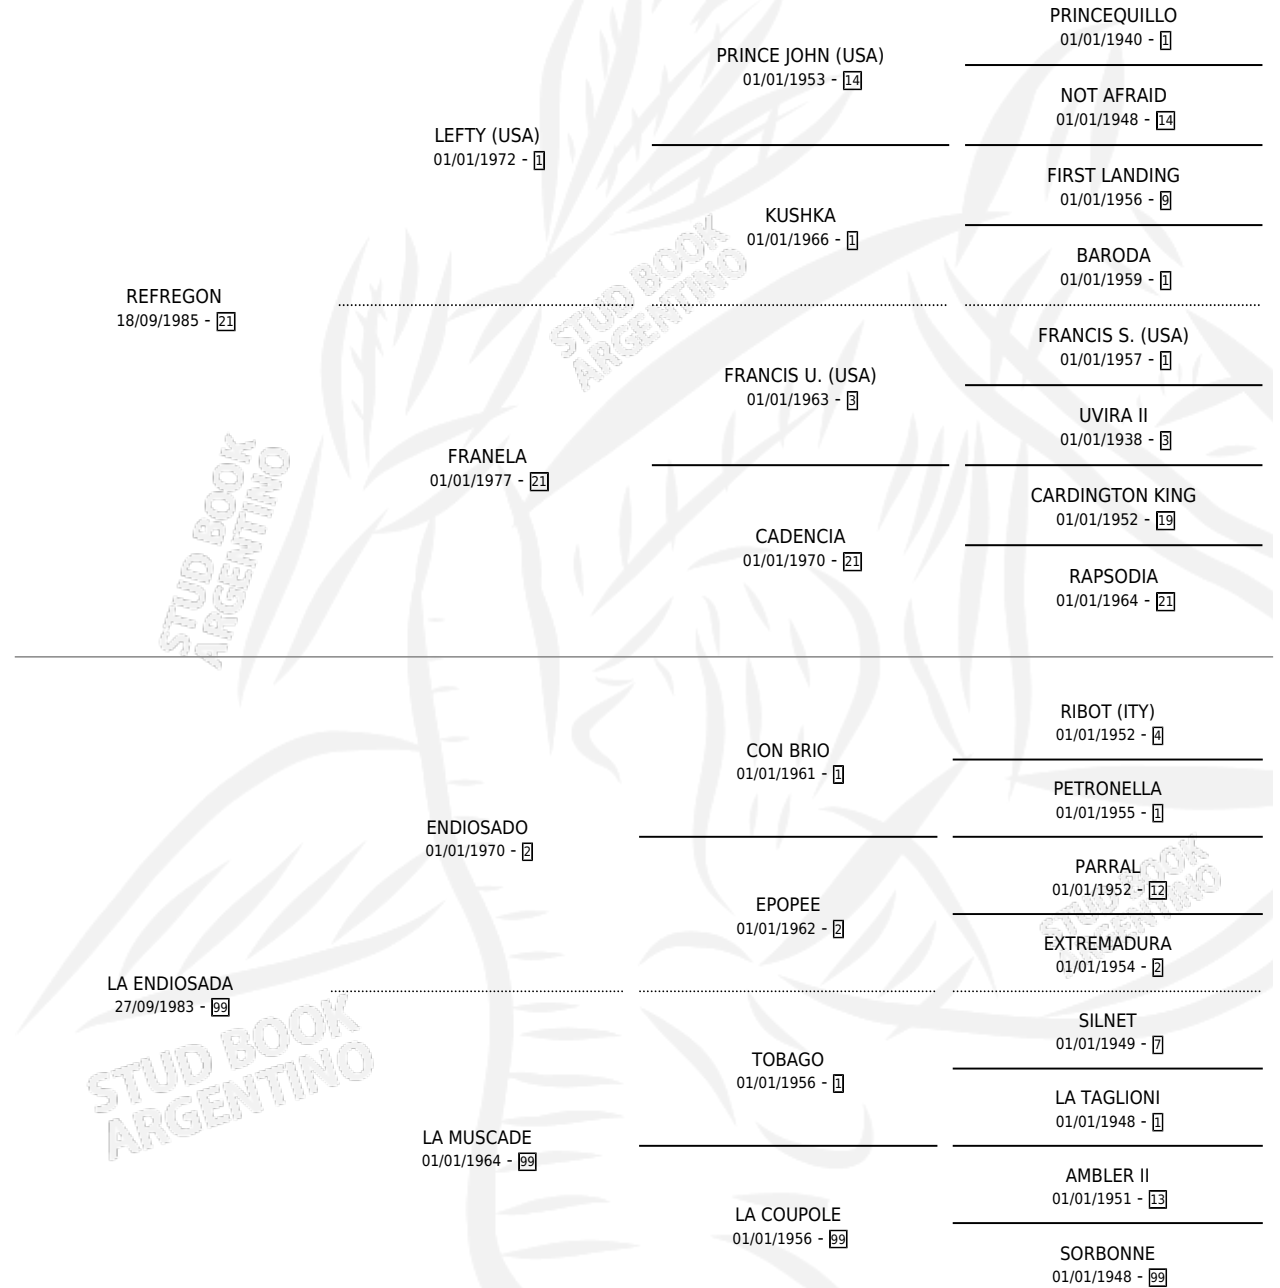 PRINCEQUILLO
01/01/1940 - 1
PRINCE JOHN (USA)
01/01/1953 - 14
NOT AFRAID
01/01/1948 - 14
LEFTY (USA)
01/01/1972 - 1
FIRST LANDING
01/01/1956 - 9
KUSHKA
01/01/1966 - 1
BARODA
01/01/1959 - 1
REFREGON
18/09/1985 - 21
FRANCIS S. (USA)
01/01/1957 - 1
FRANCIS U. (USA)
01/01/1963 - 3
UVIRA II
01/01/1938 - 3
FRANELA
01/01/1977 - 21
CARDINGTON KING
01/01/1952 - 19
CADENCIA
01/01/1970 - 21
RAPSODIA
01/01/1964 - 21
RIBOT (ITY)
01/01/1952 - 4
CON BRIO
01/01/1961 - 1
PETRONELLA
01/01/1955 - 1
ENDIOSADO
01/01/1970 - 2
PARRAL
01/01/1952 - 12
EPOPEE
01/01/1962 - 2
EXTREMADURA
01/01/1954 - 2
LA ENDIOSADA
27/09/1983 - 99
SILNET
01/01/1949 - 7
TOBAGO
01/01/1956 - 1
LA TAGLIONI
01/01/1948 - 1
LA MUSCADE
01/01/1964 - 99
AMBLER II
01/01/1951 - 13
LA COUPOLE
01/01/1956 - 99
SORBONNE
01/01/1948 - 99
STUD BOOK
ARGENTINO
STUD BOOK
ARGENTINO
STUD BOOK
ARGENTINO
STUD BOOK
ARGENTINO